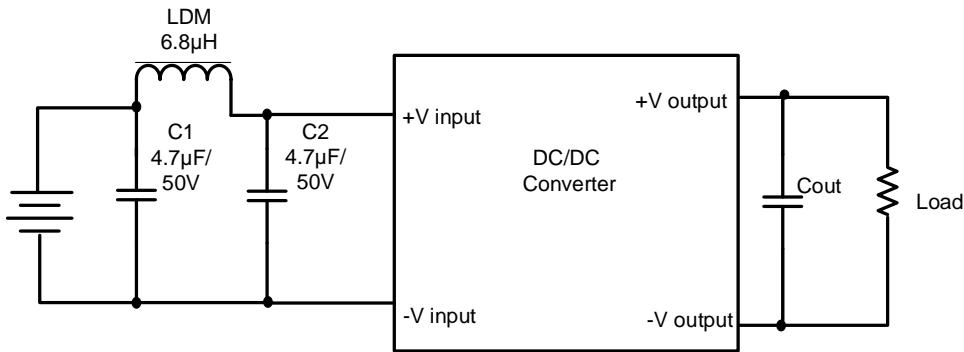 LDM
6.8µH
C1
4.7µF/
50V
C2
4.7µF/
50V
+V input
-V input
DC/DC
Converter
+V output
-V output
Cout
Load